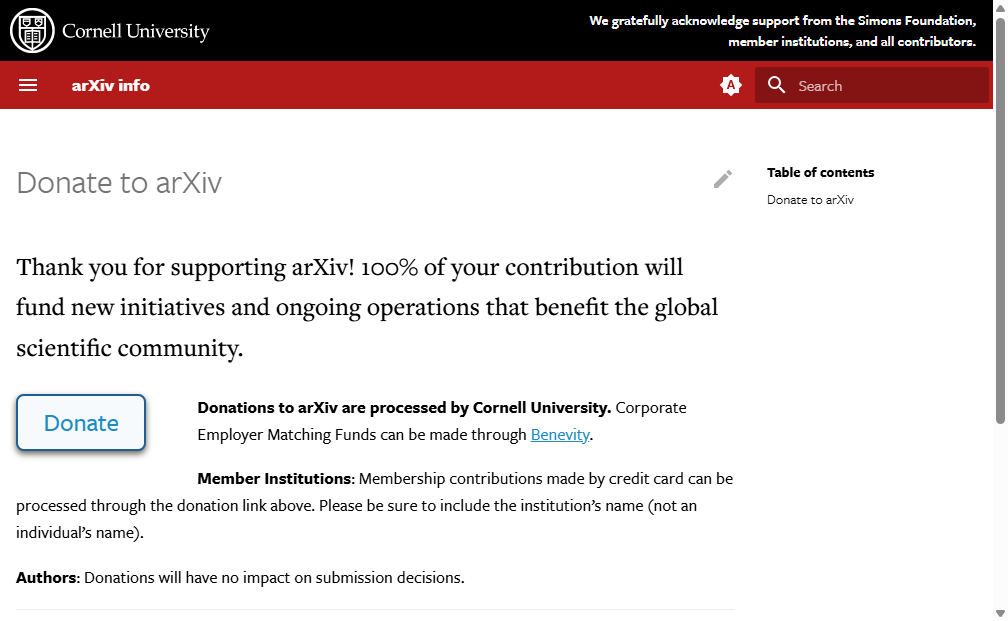 Cornell University
We gratefully acknowledge support from the Simons Foundation,
member institutions, and all contributors.
arXiv info
A
Search
Donate to arXiv
Table of contents
Donate to arXiv
Thank you for supporting arXiv! 100% of your contribution will
fund new initiatives and ongoing operations that benefit the global
scientific community.
Donate
Donations to arXiv are processed by Cornell University. Corporate
Employer Matching Funds can be made through Benevity.
Member Institutions: Membership contributions made by credit card can be
processed through the donation link above. Please be sure to include the institution’s name (not an
individual’s name).
Authors: Donations will have no impact on submission decisions.